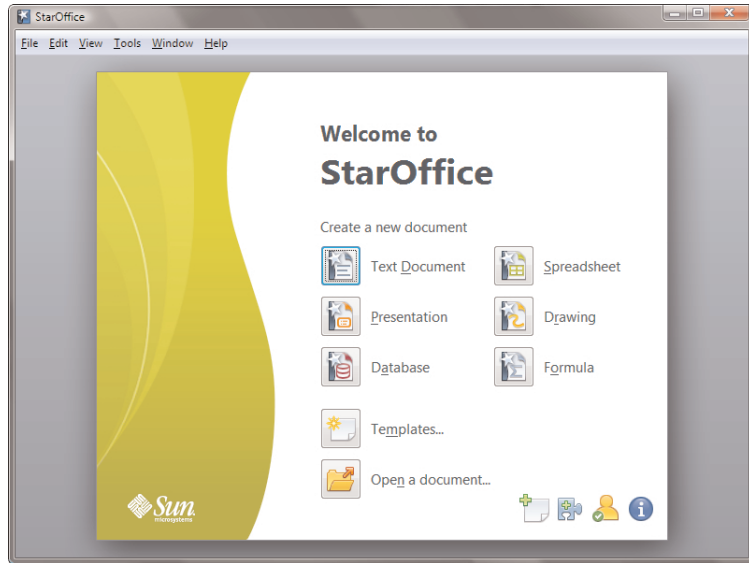 StarOffice
File Edit View Tools Window Help
Welcome to
StarOffice
Create a new document
Text Document Spreadsheet
Presentation Drawing
Database Formula
Templates...
Open a document...
Sun
microsystems